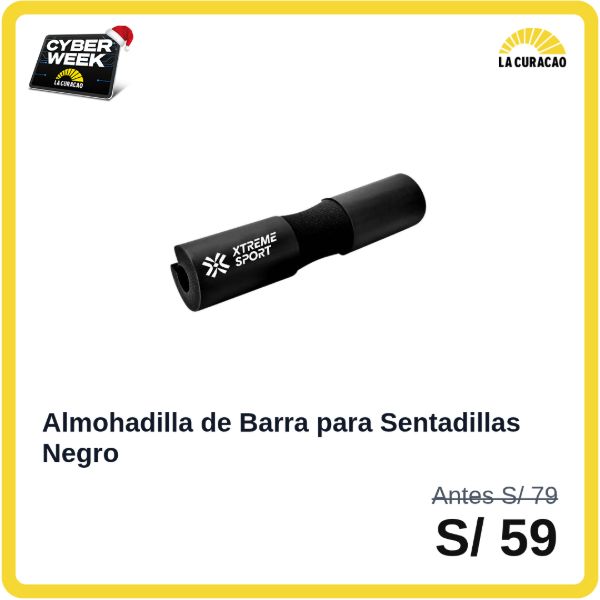 CYBER
WEEK
LA CURACAO
LA CURACAO
XTREME
SPORT
Almohadilla de Barra para Sentadillas
Negro
Antes S/ 79
S/ 59